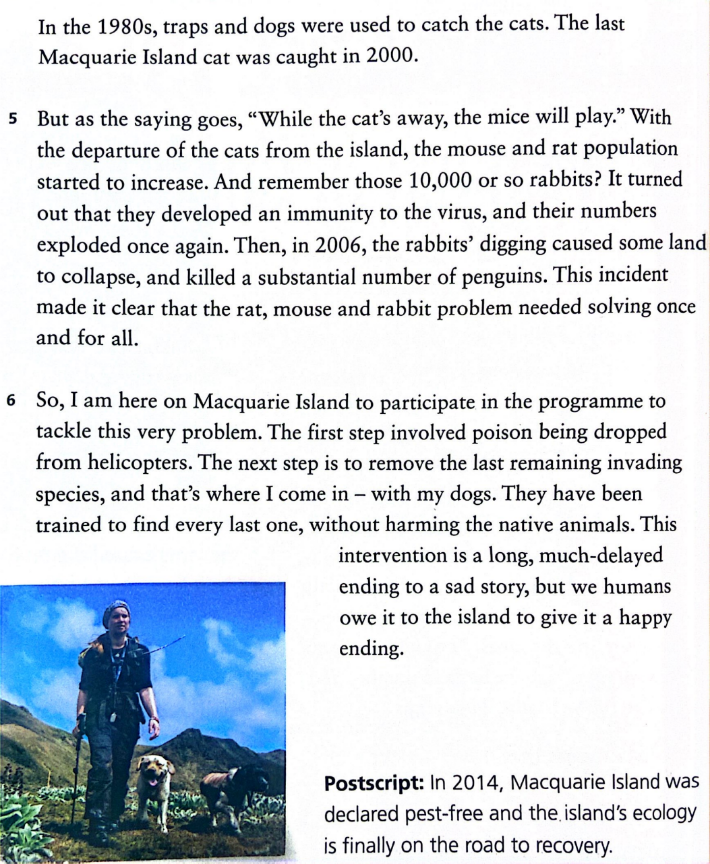 In the 1980s, traps and dogs were used to catch the cats. The last
Macquarie Island cat was caught in 2000.
5 But as the saying goes, “While the cat’s away, the mice will play.” With
the departure of the cats from the island, the mouse and rat population
started to increase. And remember those 10,000 or so rabbits? It turned
out that they developed an immunity to the virus, and their numbers
exploded once again. Then, in 2006, the rabbits’ digging caused some land
to collapse, and killed a substantial number of penguins. This incident
made it clear that the rat, mouse and rabbit problem needed solving once
and for all.
6 So, I am here on Macquarie Island to participate in the programme to
tackle this very problem. The first step involved poison being dropped
from helicopters. The next step is to remove the last remaining invading
species, and that’s where I come in – with my dogs. They have been
trained to find every last one, without harming the native animals. This
intervention is a long, much-delayed
ending to a sad story, but we humans
owe it to the island to give it a happy
ending.
Postscript: In 2014, Macquarie Island was
declared pest-free and the island’s ecology
is finally on the road to recovery.